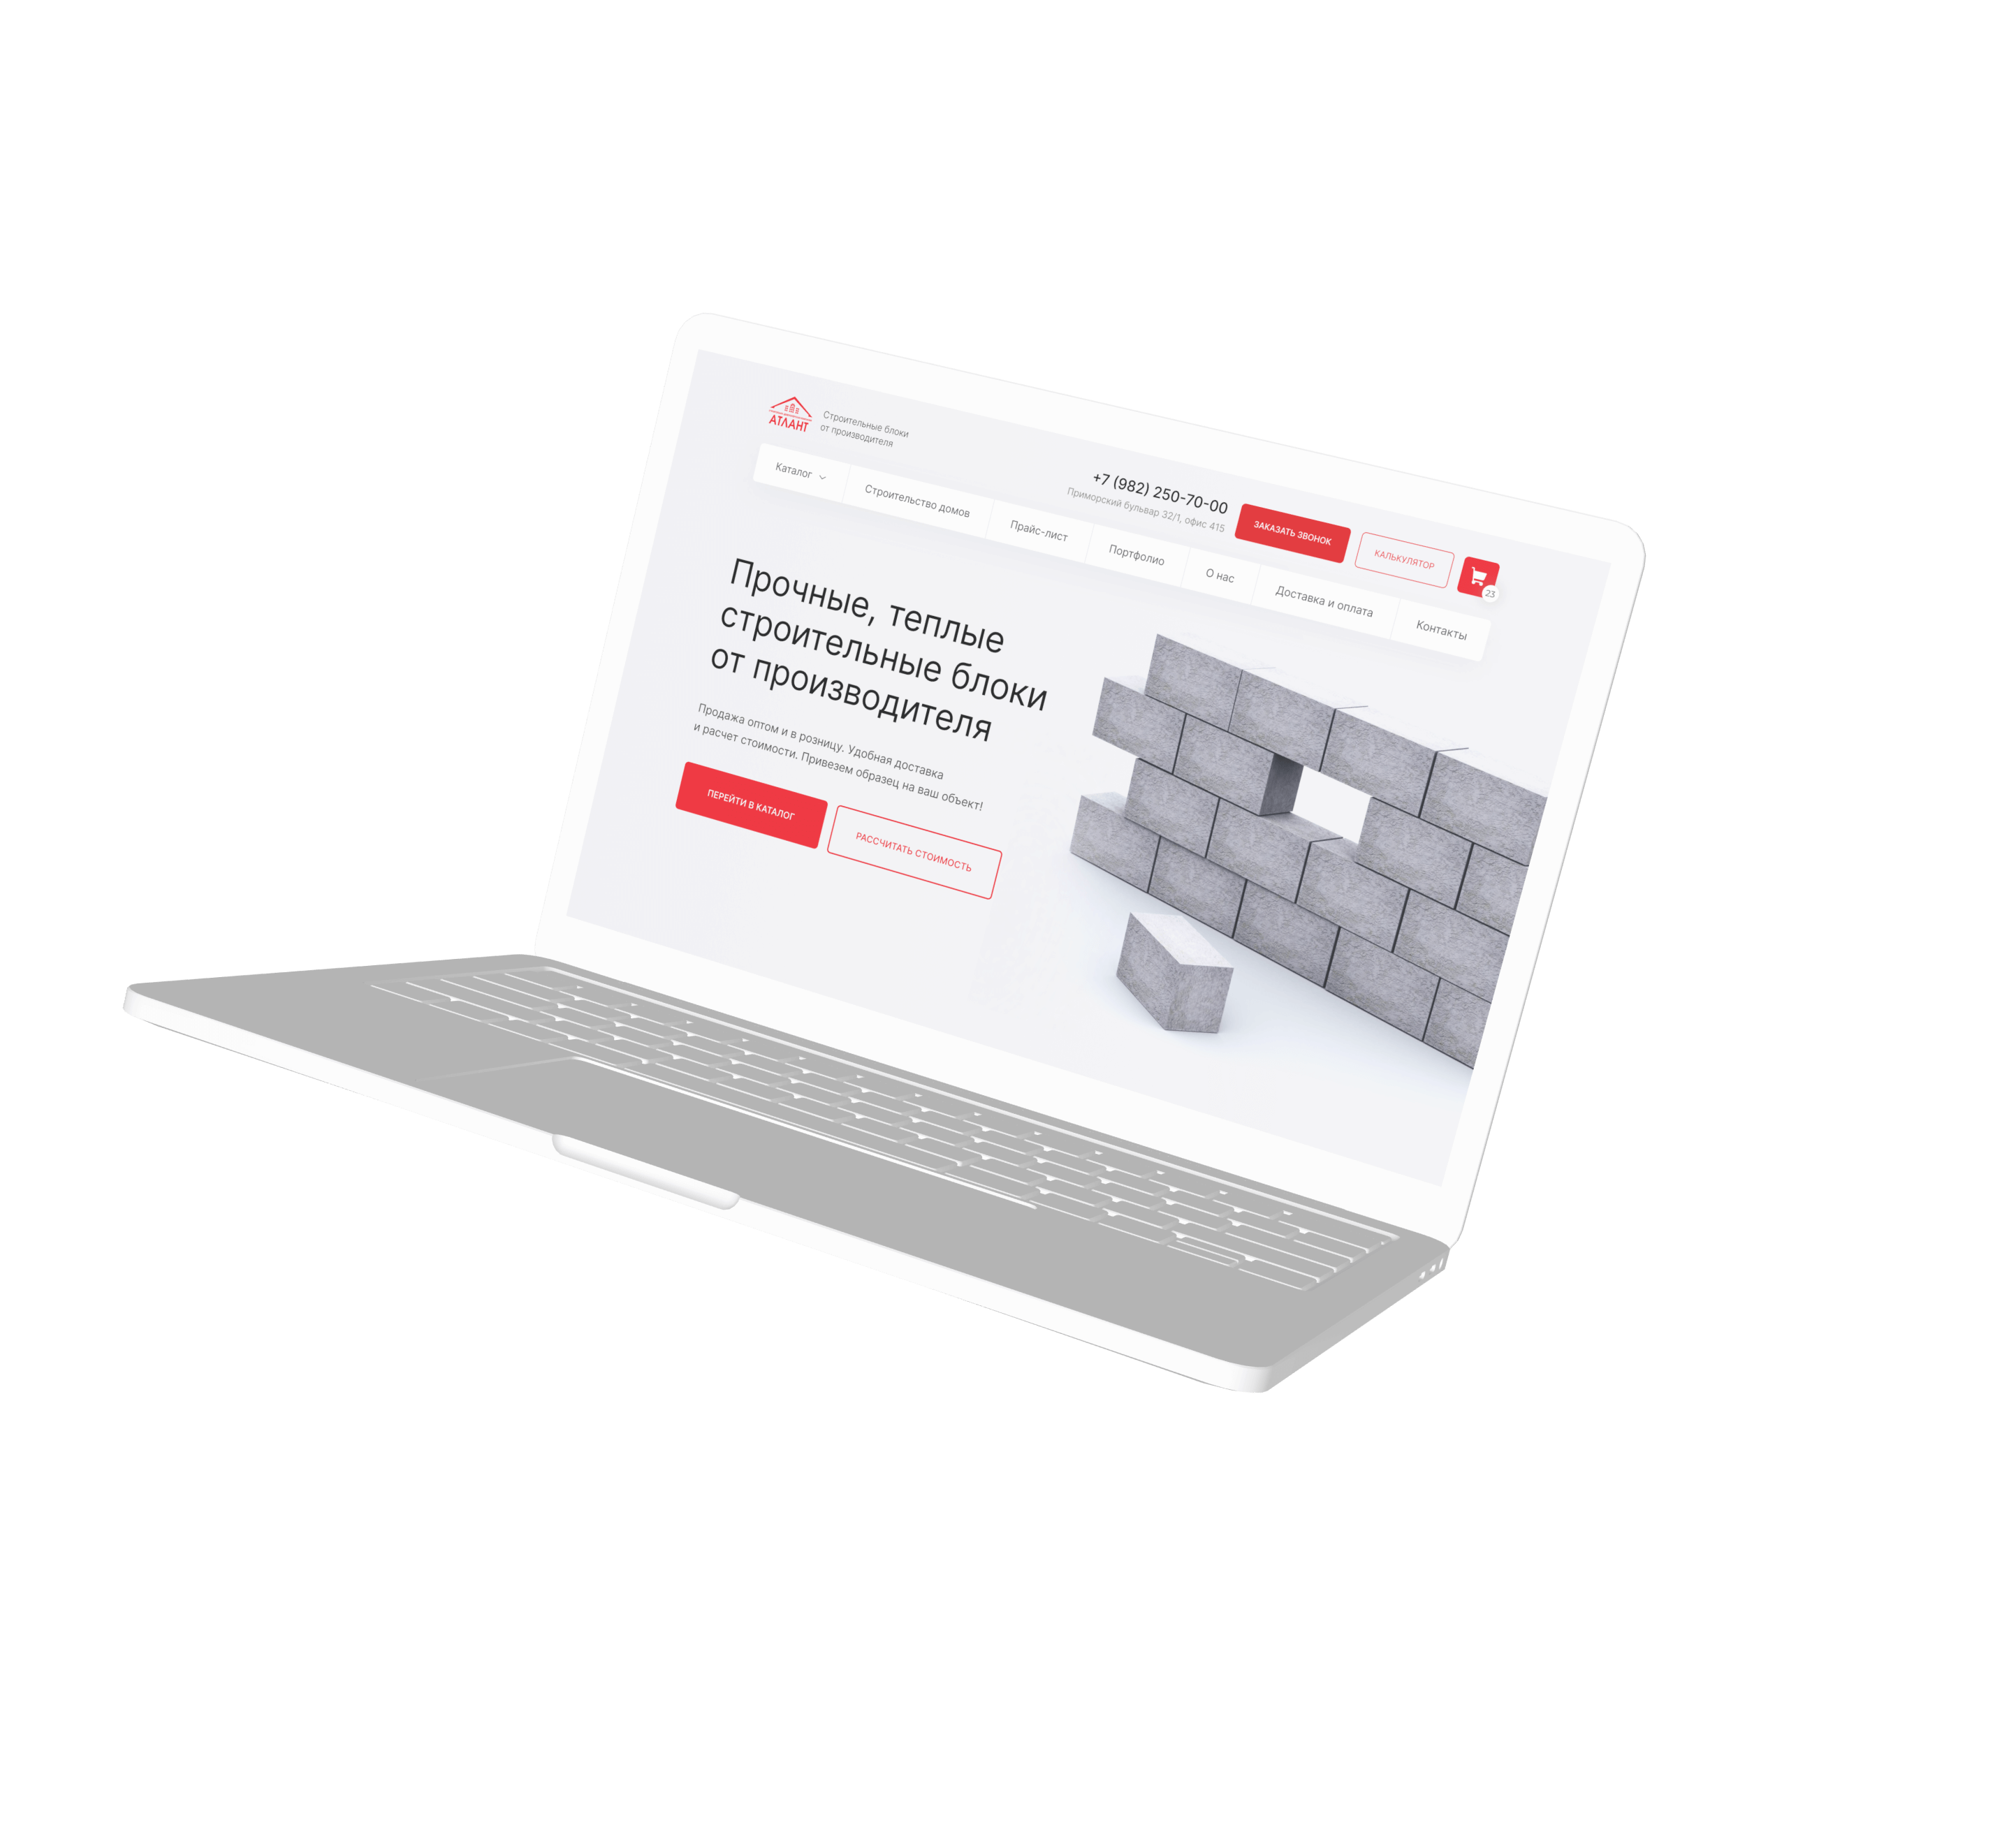 АТЛАНТ
Строительные блоки
от производителя
+7 (982) 250-70-00
Приморский бульвар 32/1, офис 415
ЗАКАЗАТЬ ЗВОНОК
КАЛЬКУЛЯТОР
23
Каталог
Строительство домов
Прайс-лист
Портфолио
О нас
Доставка и оплата
Контакты
Прочные, теплые
строительные блоки
от производителя
Продажа оптом и в розницу. Удобная доставка
и расчет стоимости. Привезем образец на ваш объект!
ПЕРЕЙТИ В КАТАЛОГ
РАССЧИТАТЬ СТОИМОСТЬ